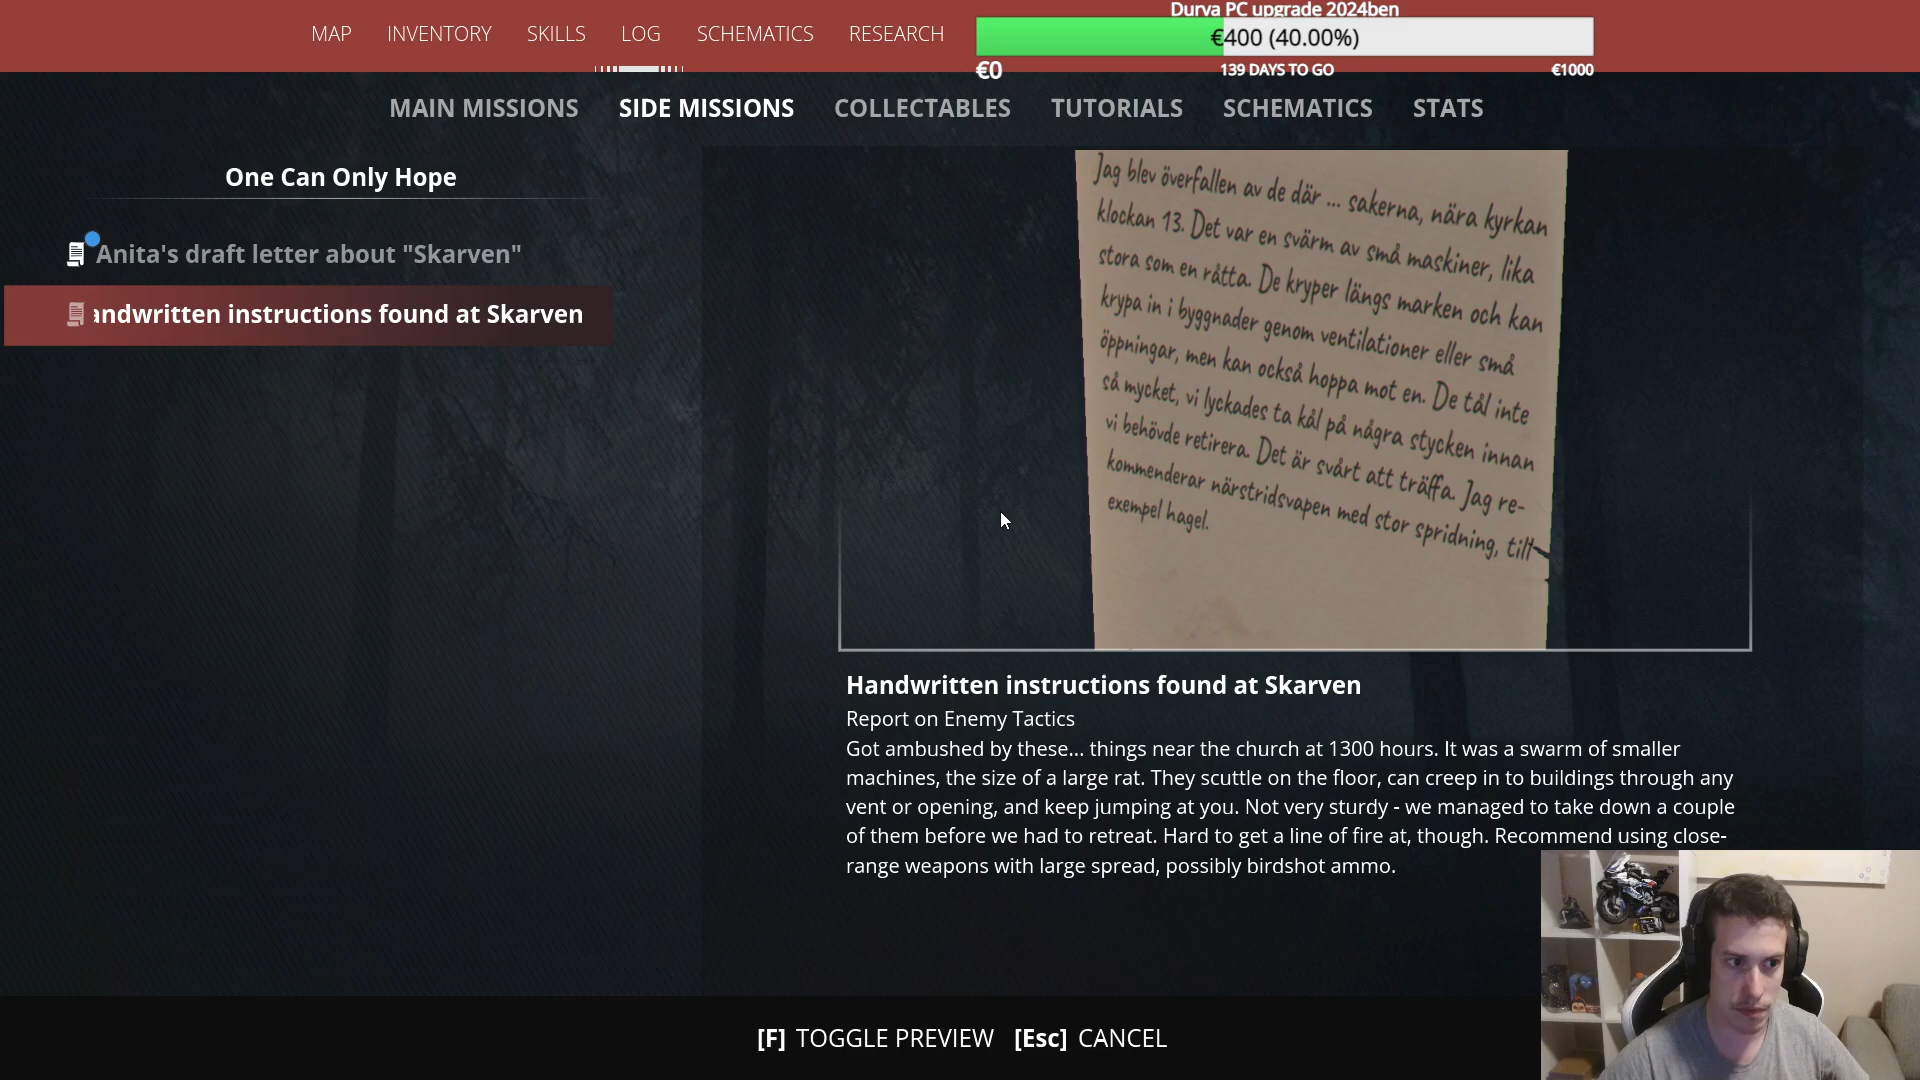 MAP INVENTORY SKILLS LOG SCHEMATICS RESEARCH
Durva PC upgrade 2024ben
€400 (40.00%)
€0 139 DAYS TO GO €1000
MAIN MISSIONS SIDE MISSIONS COLLECTABLES TUTORIALS SCHEMATICS STATS
One Can Only Hope
Anita's draft letter about "Skarven"
andwritten instructions found at Skarven
Jag blev överfallen av de där ... sakerna, nära kyrkan
klockan 13. Det var en svärm av små maskiner, lika
stora som en råtta. De kryper längs marken och kan
krypa in i byggnader genom ventilationer eller små
öppningar, men kan också hoppa mot en. De tål inte
så mycket, vi lyckades ta kål på några stycken innan
vi behövde retirera. Det är svårt att träffa. Jag re-
kommenderar närstridsvapen med stor spridning, till
exempel hagel.
Handwritten instructions found at Skarven
Report on Enemy Tactics
Got ambushed by these... things near the church at 1300 hours. It was a swarm of smaller
machines, the size of a large rat. They scuttle on the floor, can creep in to buildings through any
vent or opening, and keep jumping at you. Not very sturdy - we managed to take down a couple
of them before we had to retreat. Hard to get a line of fire at, though. Recommend using close-
range weapons with large spread, possibly birdshot ammo.
[F] TOGGLE PREVIEW [Esc] CANCEL